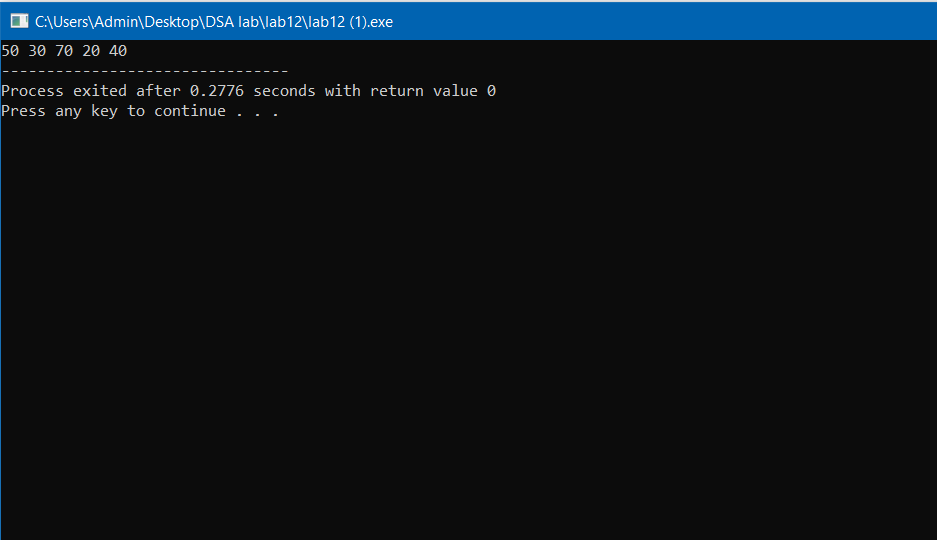 C:\Users\Admin\Desktop\DSA lab\lab12\lab12 (1).exe
50 30 70 20 40
--------------------------------
Process exited after 0.2776 seconds with return value 0
Press any key to continue . . .